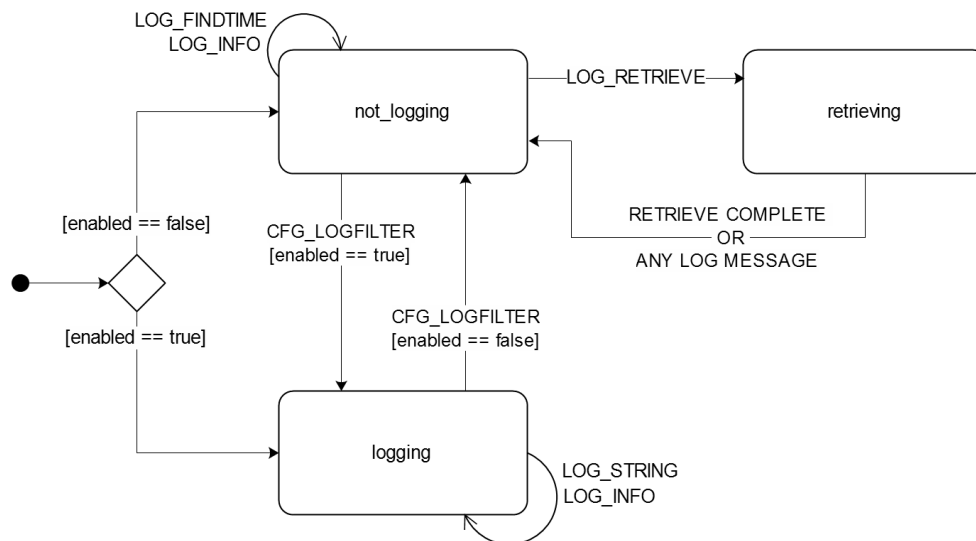 LOG_FINDTIME
LOG_INFO
not_logging
LOG_RETRIEVE
retrieving
[enabled == false]
CFG_LOGFILTER
[enabled == true]
RETRIEVE COMPLETE
OR
ANY LOG MESSAGE
[enabled == true]
CFG_LOGFILTER
[enabled == false]
logging
LOG_STRING
LOG_INFO